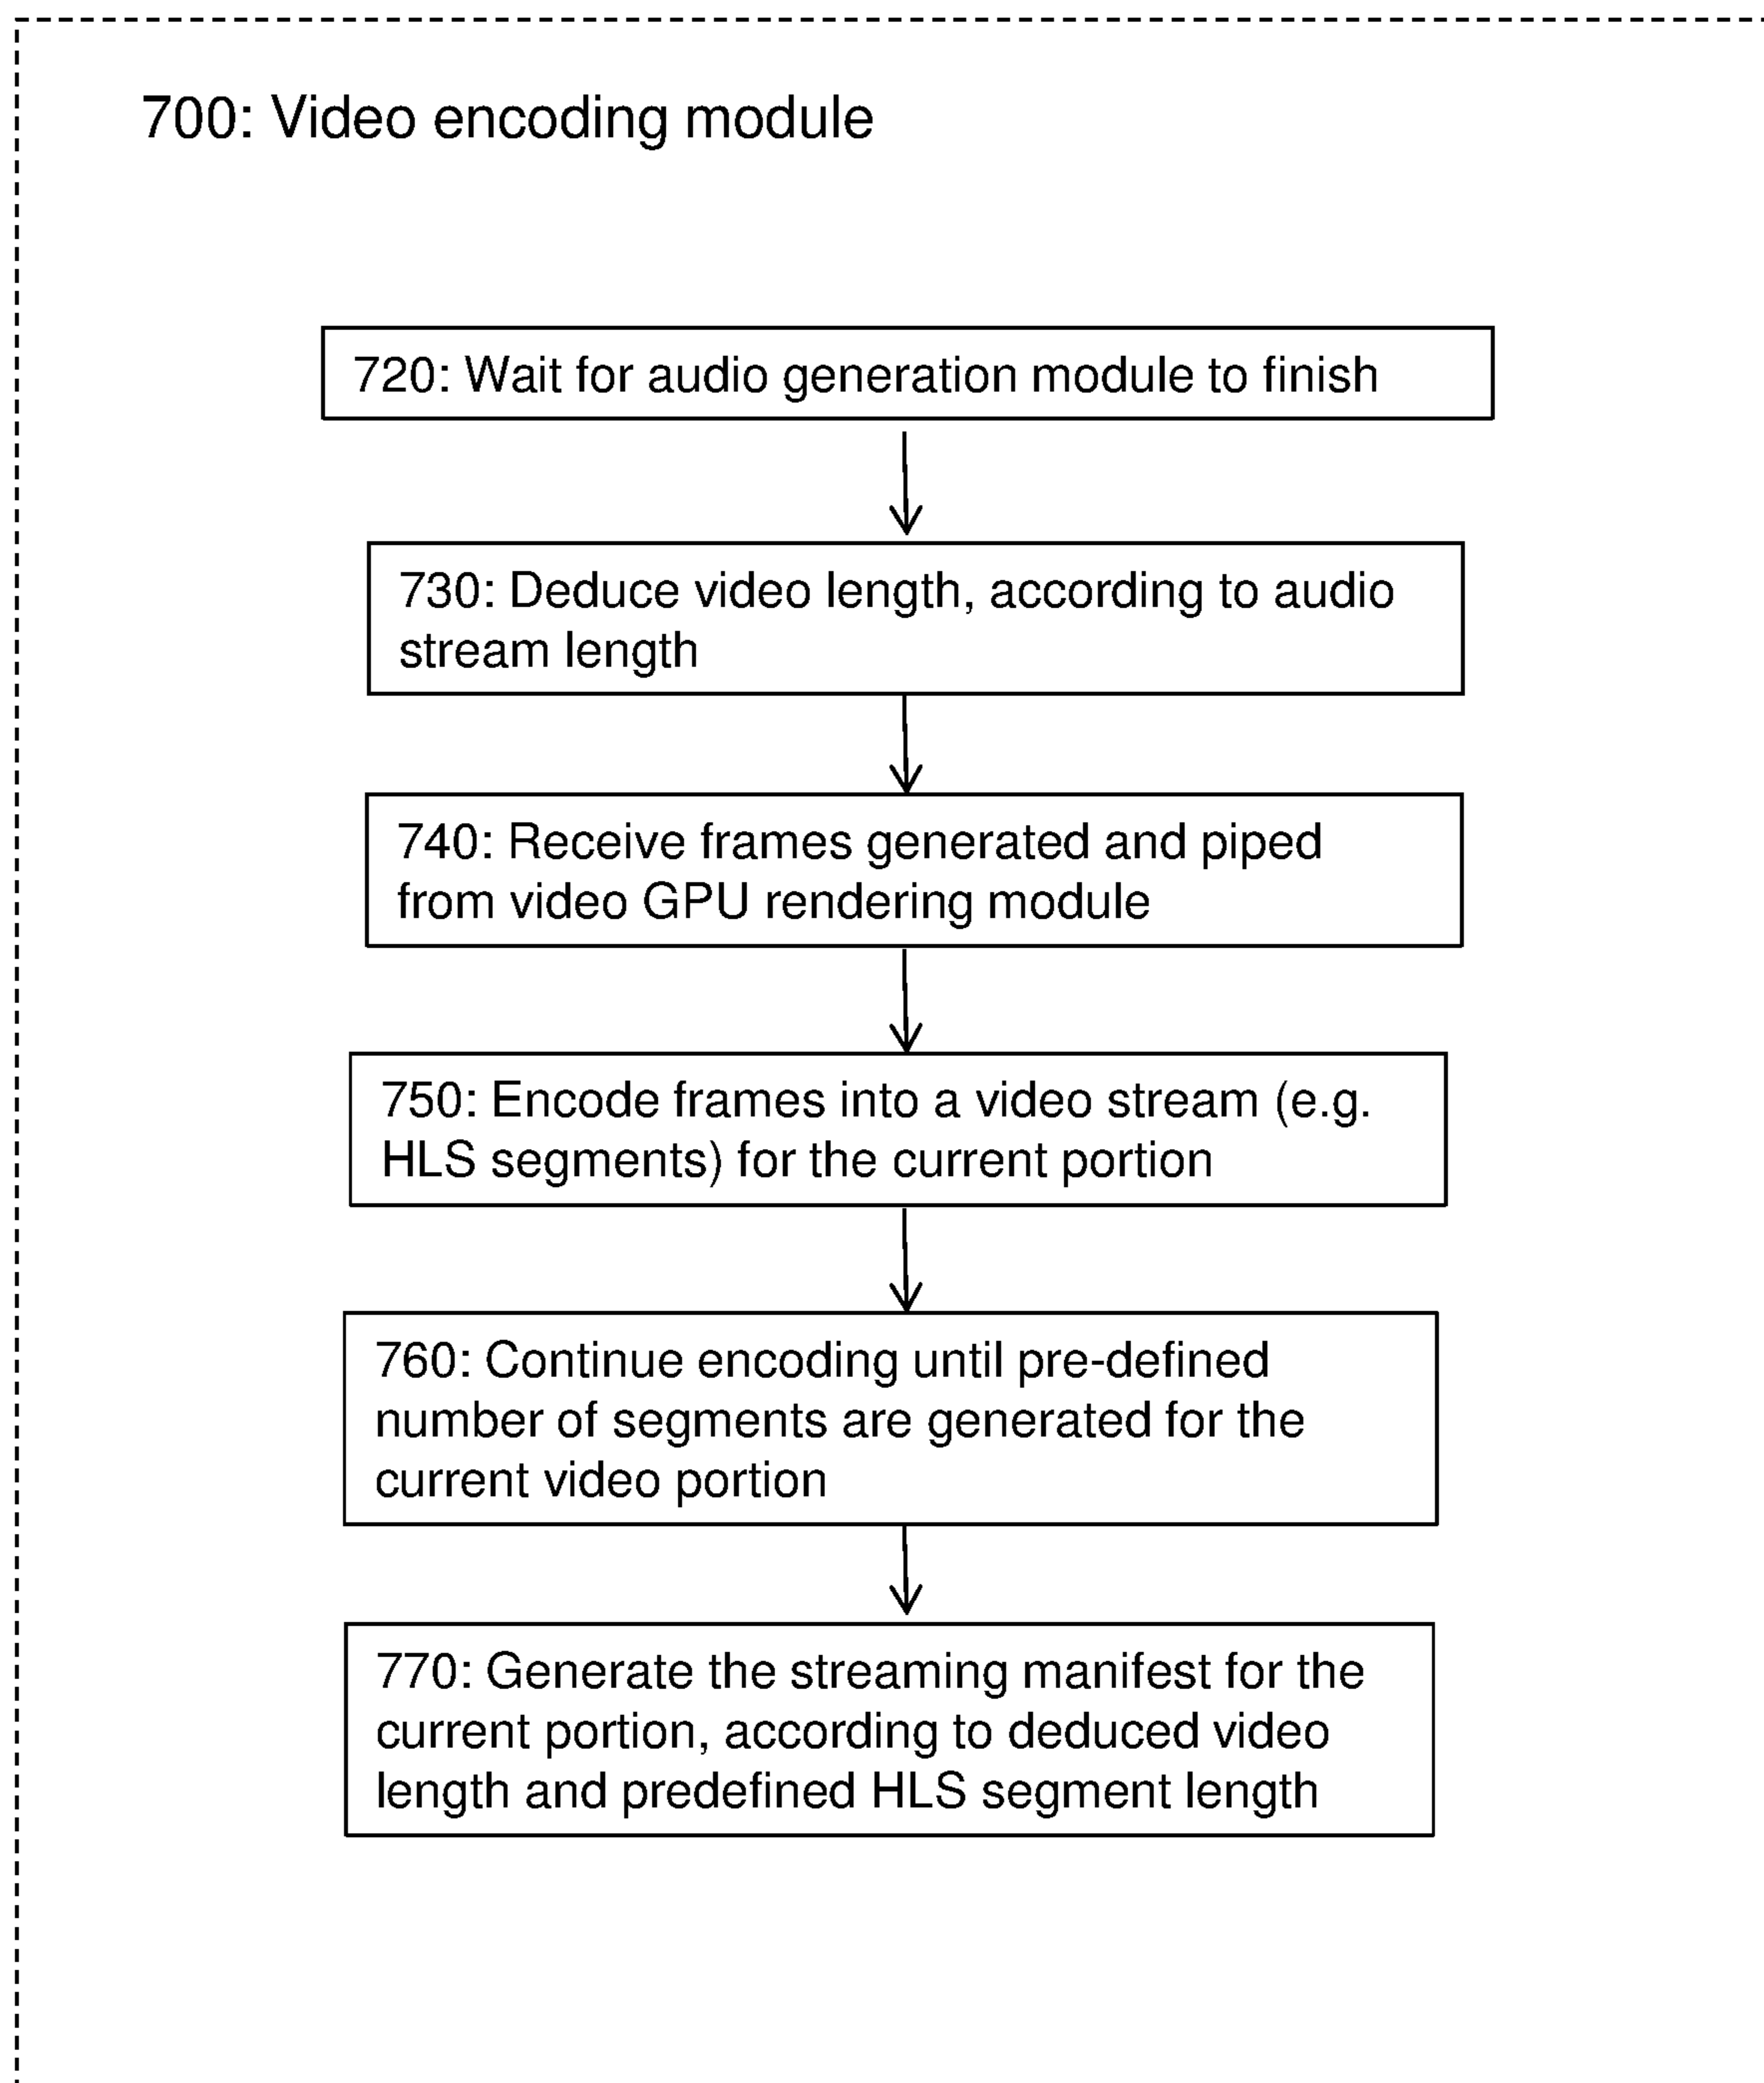 700: Video encoding module
720: Wait for audio generation module to finish
730: Deduce video length, according to audio
stream length
740: Receive frames generated and piped
from video GPU rendering module
750: Encode frames into a video stream (e.g.
HLS segments) for the current portion
760: Continue encoding until pre-defined
number of segments are generated for the
current video portion
770: Generate the streaming manifest for the
current portion, according to deduced video
length and predefined HLS segment length